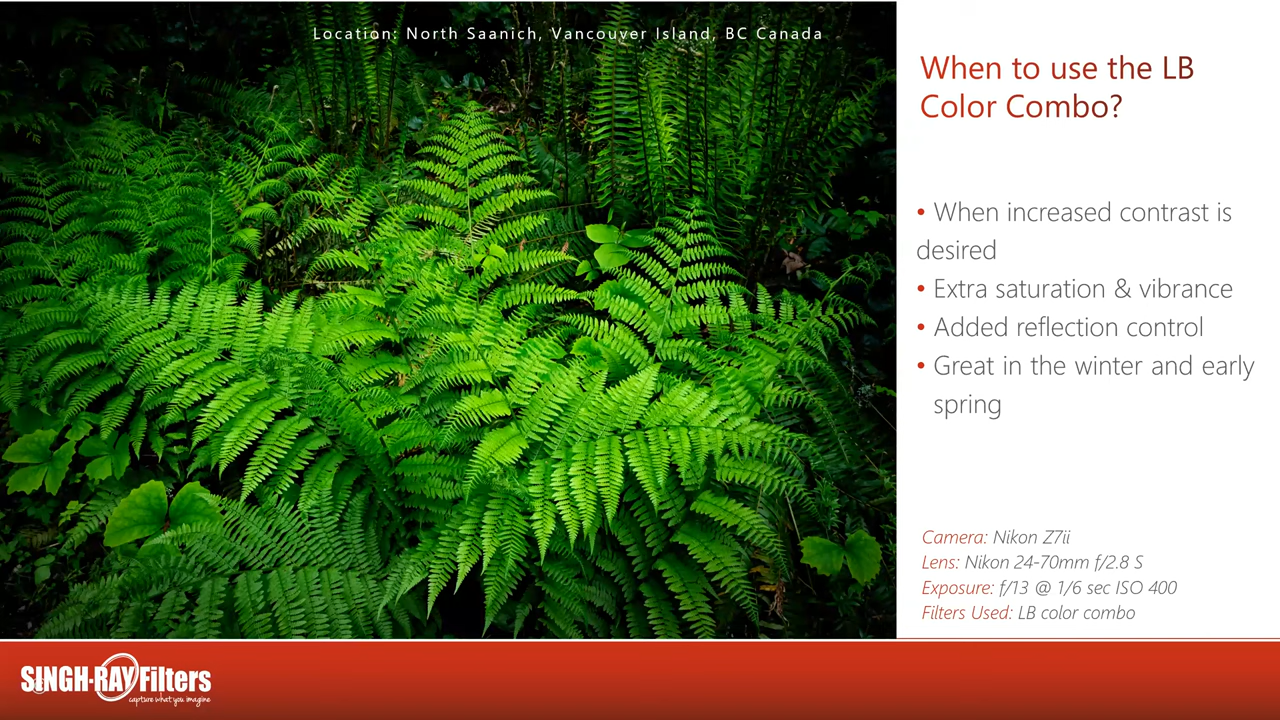 Location: North Saanich, Vancouver Island, BC Canada
When to use the LB
Color Combo?
• When increased contrast is
desired
• Extra saturation & vibrance
• Added reflection control
• Great in the winter and early
spring
Camera: Nikon Z7ii
Lens: Nikon 24-70mm f/2.8 S
Exposure: f/13 @ 1/6 sec ISO 400
Filters Used: LB color combo
SINGH-RAY Filters
capture what you imagine